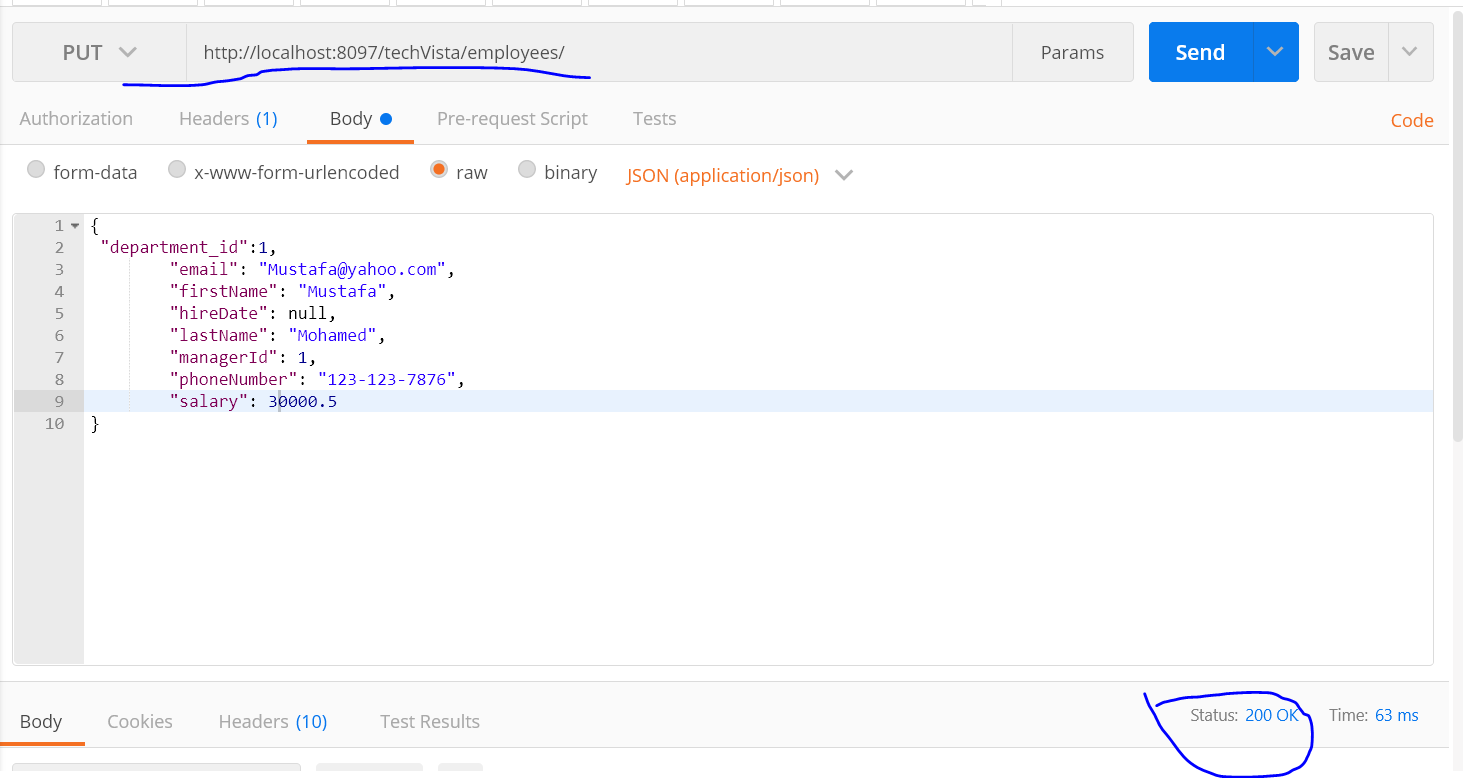 PUT http://localhost:8097/techVista/employees/ Params Send Save
Authorization Headers (1) Body Pre-request Script Tests Code
form-data x-www-form-urlencoded raw binary JSON (application/json)
1 {
2 "department_id":1,
3 "email": "Mustafa@yahoo.com",
4 "firstName": "Mustafa",
5 "hireDate": null,
6 "lastName": "Mohamed",
7 "managerId": 1,
8 "phoneNumber": "123-123-7876",
9 "salary": 30000.5
10 }
Body Cookies Headers (10) Test Results Status: 200 OK Time: 63 ms